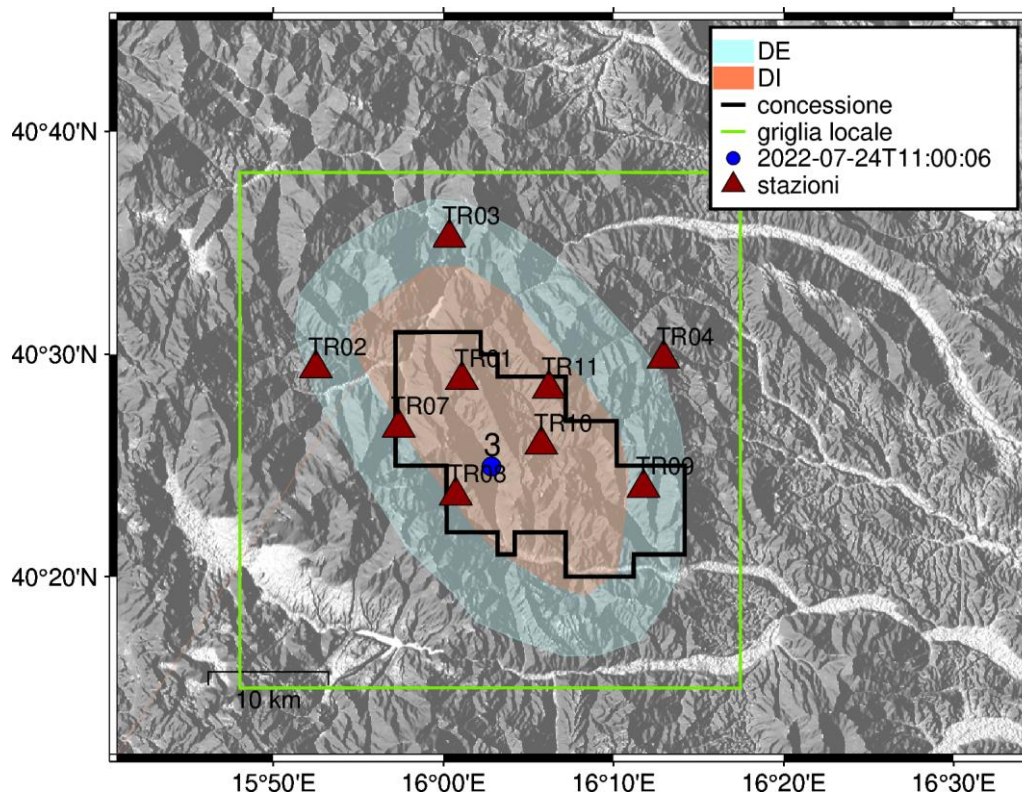 DE
DI
concessione
griglia locale
2022-07-24T11:00:06
stazioni
40°40'N
40°30'N
40°20'N
TR03
TR02
TR04
TR01
TR11
TR07
TR10
3
TR08
TR09
10 km
15°50'E
16°00'E
16°10'E
16°20'E
16°30'E